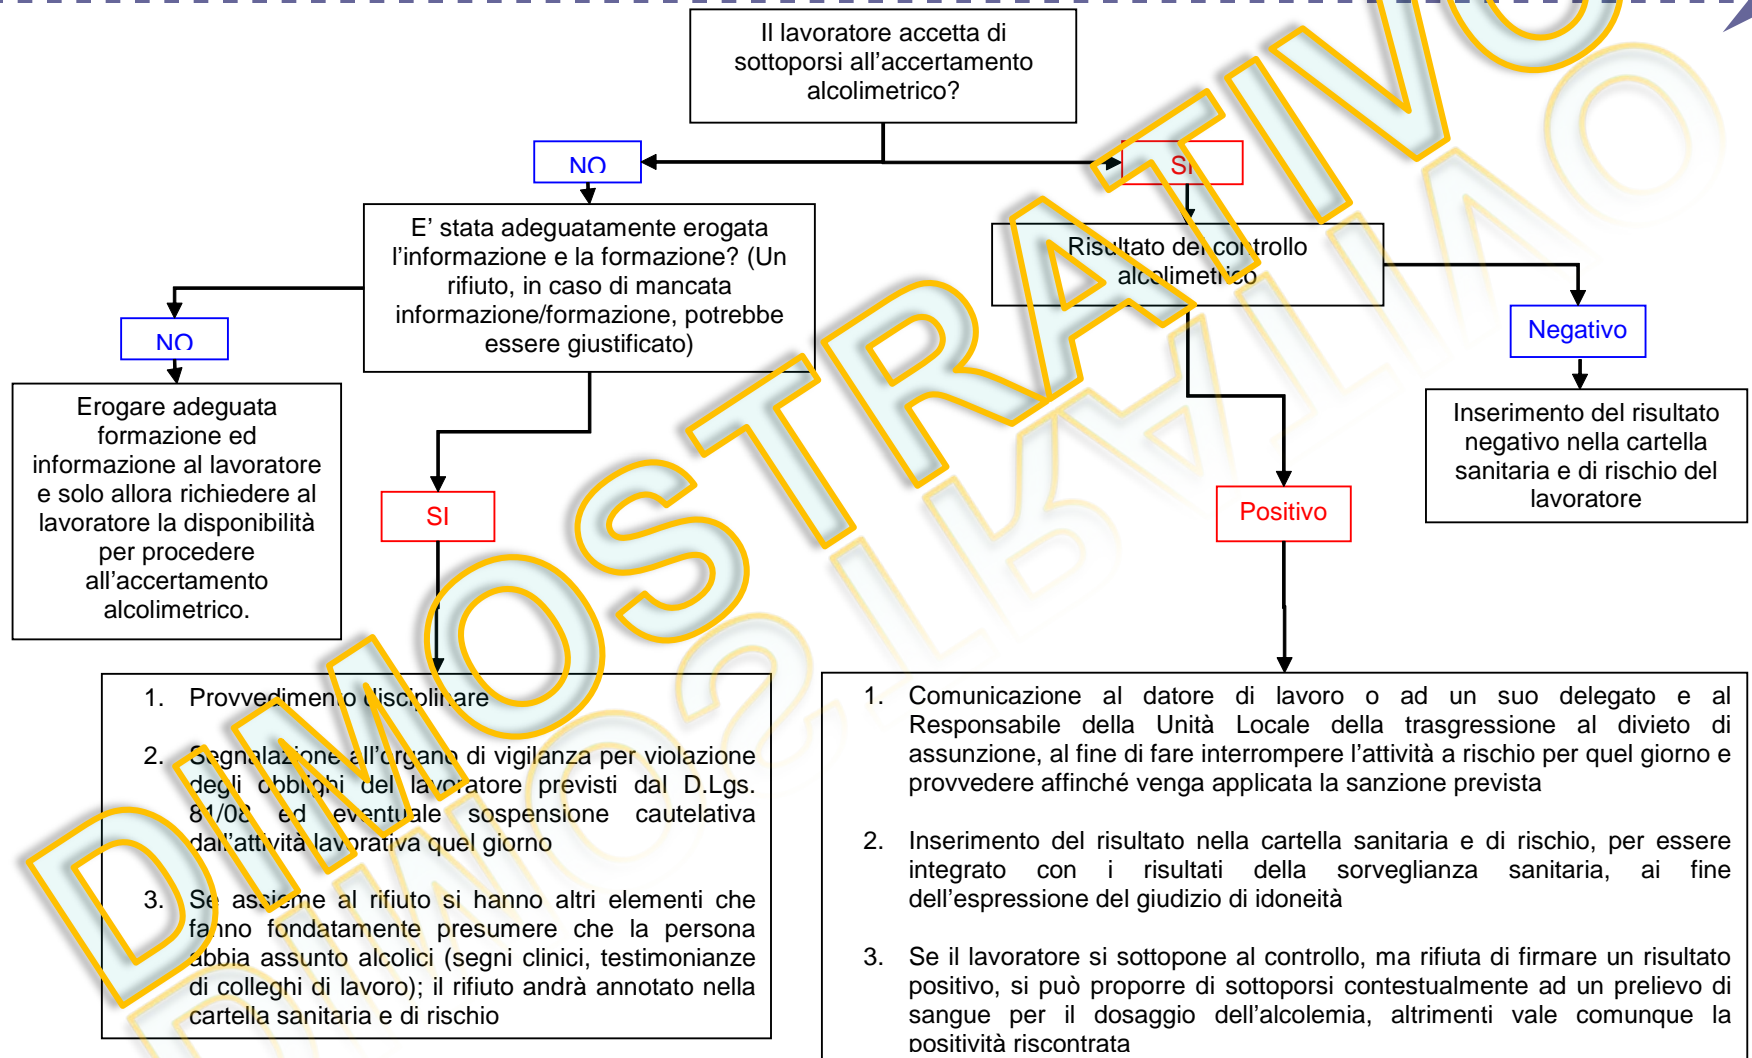 Il lavoratore accetta di
sottoporsi all'accertamento
alcolimetrico?
NO
SI
E' stata adeguatamente erogata
l'informazione e la formazione? (Un
rifiuto, in caso di mancata
informazione/formazione, potrebbe
essere giustificato)
Risultato del controllo
alcolimetrico
NO
Negativo
Erogare adeguata
formazione ed
informazione al lavoratore
e solo allora richiedere al
lavoratore la disponibilità
per procedere
all'accertamento
alcolimetrico.
Inserimento del risultato
negativo nella cartella
sanitaria e di rischio del
lavoratore
SI
Positivo
1. Provvedimento disciplinare
2. Segnalazione all'organo di vigilanza per violazione
degli obblighi del lavoratore previsti dal D.Lgs.
81/08 ed eventuale sospensione cautelativa
dall'attività lavorativa quel giorno
3. Se assieme al rifiuto si hanno altri elementi che
fanno fondatamente presumere che la persona
abbia assunto alcolici (segni clinici, testimonianze
di colleghi di lavoro); il rifiuto andrà annotato nella
cartella sanitaria e di rischio
1. Comunicazione al datore di lavoro o ad un suo delegato e al
Responsabile della Unità Locale della trasgressione al divieto di
assunzione, al fine di fare interrompere l'attività a rischio per quel giorno e
provvedere affinché venga applicata la sanzione prevista
2. Inserimento del risultato nella cartella sanitaria e di rischio, per essere
integrato con i risultati della sorveglianza sanitaria, ai fine
dell'espressione del giudizio di idoneità
3. Se il lavoratore si sottopone al controllo, ma rifiuta di firmare un risultato
positivo, si può proporre di sottoporsi contestualmente ad un prelievo di
sangue per il dosaggio dell'alcolemia, altrimenti vale comunque la
positività riscontrata
DIMOSTRATIVO